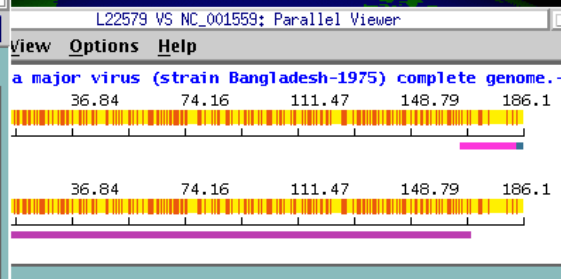 L22579 VS NC_001559: Parallel Viewer
View Options Help
a major virus (strain Bangladesh-1975) complete genome.-
36.84 74.16 111.47 148.79 186.1
36.84 74.16 111.47 148.79 186.1